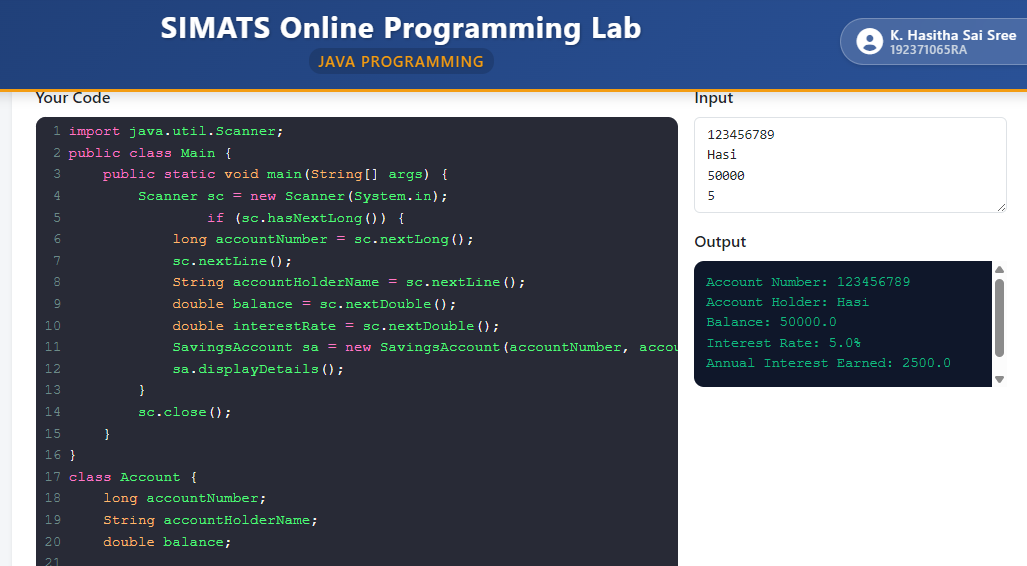 SIMATS Online Programming Lab
JAVA PROGRAMMING
K. Hasitha Sai Sree
192371065RA
Your Code
1 import java.util.Scanner;
2 public class Main {
3     public static void main(String[] args) {
4         Scanner sc = new Scanner(System.in);
5                 if (sc.hasNextLong()) {
6             long accountNumber = sc.nextLong();
7             sc.nextLine();
8             String accountHolderName = sc.nextLine();
9             double balance = sc.nextDouble();
10             double interestRate = sc.nextDouble();
11             SavingsAccount sa = new SavingsAccount(accountNumber, accou
12             sa.displayDetails();
13         }
14         sc.close();
15     }
16 }
17 class Account {
18     long accountNumber;
19     String accountHolderName;
20     double balance;
21
Input
123456789
Hasi
50000
5
Output
Account Number: 123456789
Account Holder: Hasi
Balance: 50000.0
Interest Rate: 5.0%
Annual Interest Earned: 2500.0